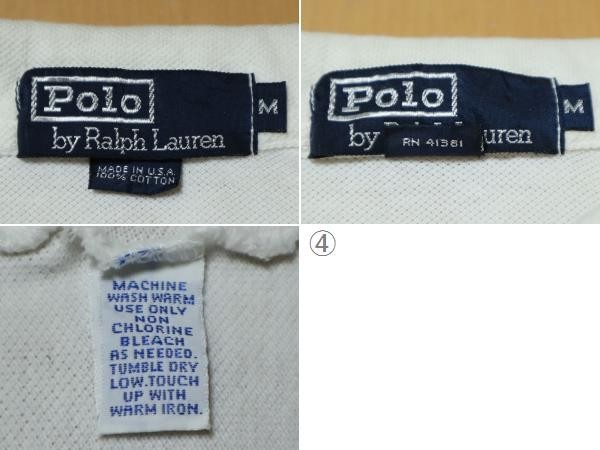 Polo
by Ralph Lauren
M
MADE IN U.S.A.
100% COTTON
Polo
by R uren
M
RN 41381
MACHINE
WASH WARM
USE ONLY
NON
CHLORINE
BLEACH
AS NEEDED.
TUMBLE DRY
LOW.TOUCH
UP WITH
WARM IRON.
④